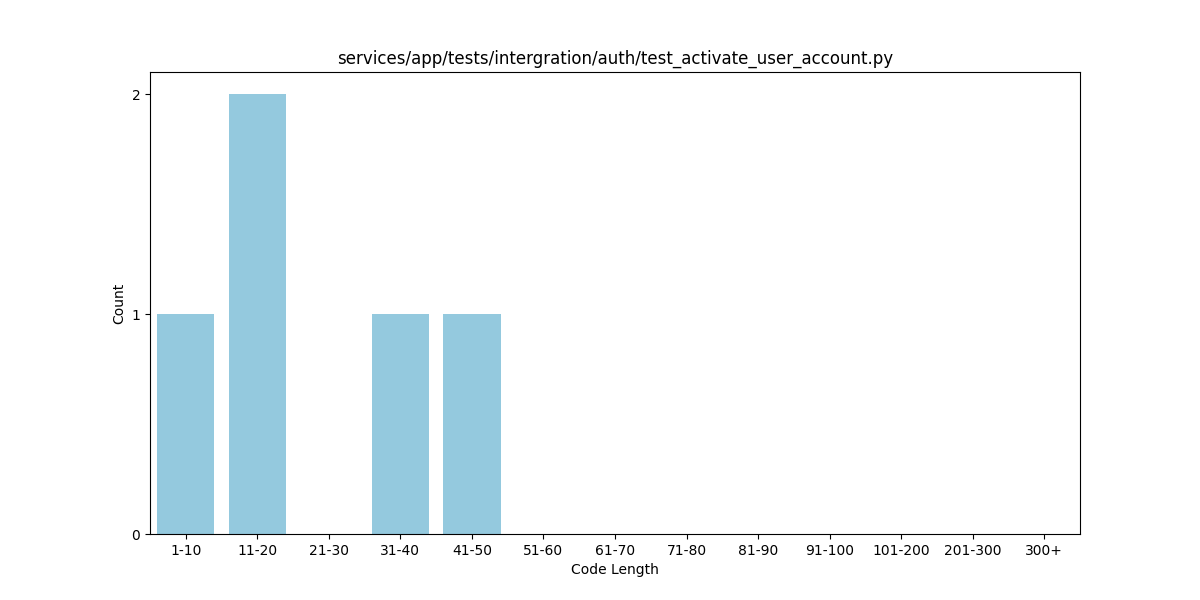 services/app/tests/intergration/auth/test_activate_user_account.py
Count
2
1
0
1-10 11-20 21-30 31-40 41-50 51-60 61-70 71-80 81-90 91-100 101-200 201-300 300+
Code Length